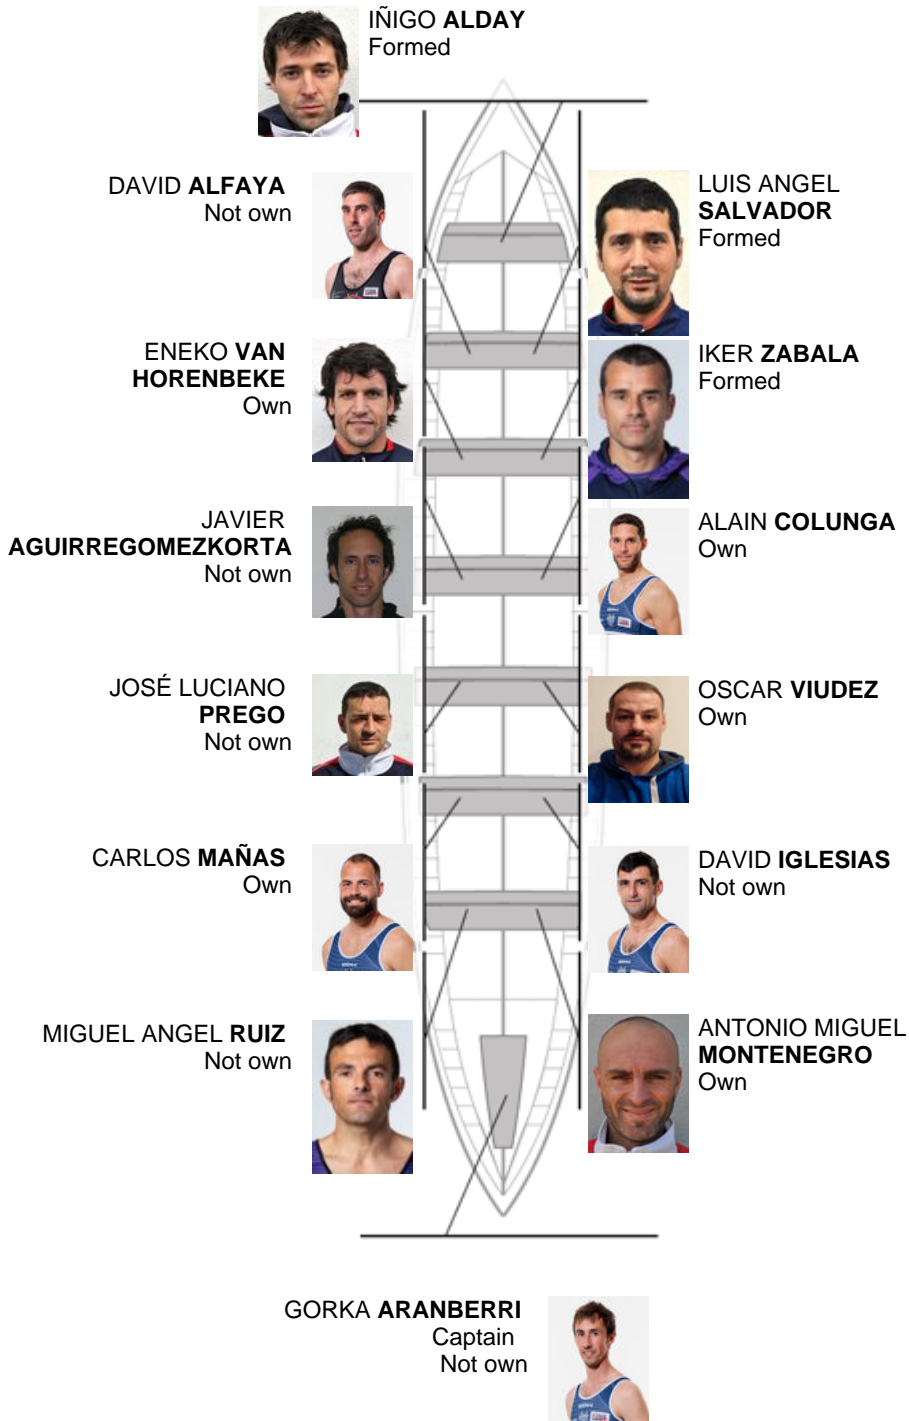 IÑIGO ALDAY
Formed
DAVID ALFAYA
Not own
LUIS ANGEL
SALVADOR
Formed
ENEKO VAN
HORENBEKE
Own
IKER ZABALA
Formed
JAVIER
AGUIRREGOMEZKORTA
Not own
ALAIN COLUNGA
Own
JOSÉ LUCIANO
PREGO
Not own
OSCAR VIUDEZ
Own
CARLOS MAÑAS
Own
DAVID IGLESIAS
Not own
MIGUEL ANGEL RUIZ
Not own
ANTONIO MIGUEL
MONTENEGRO
Own
GORKA ARANBERRI
Captain
Not own